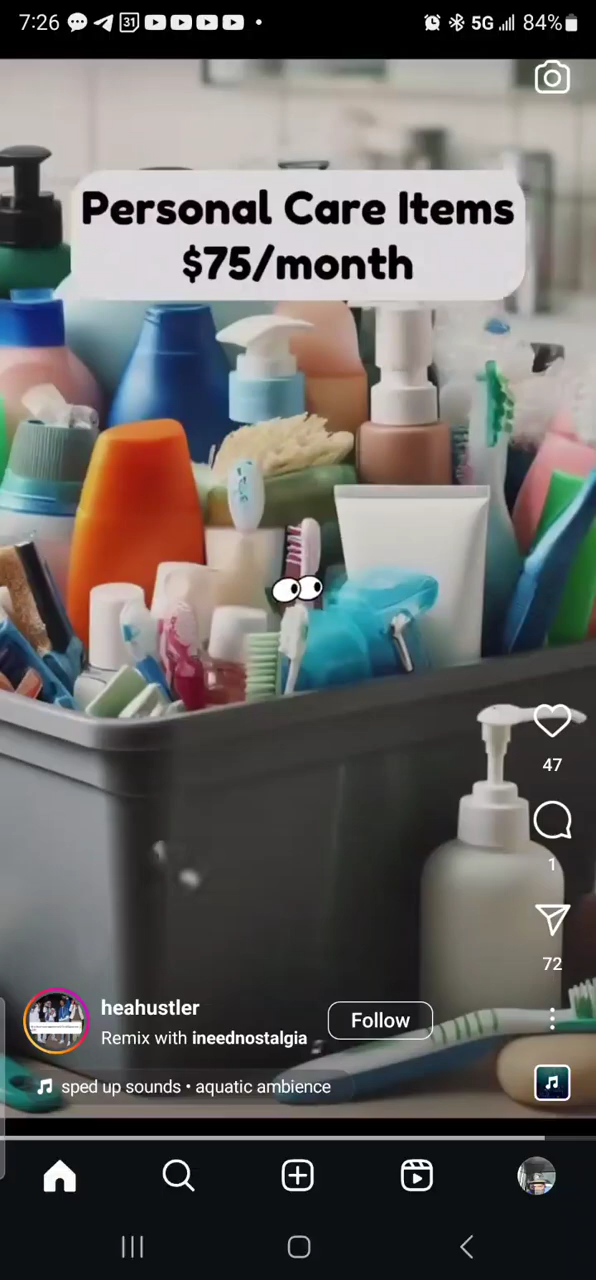 7:26
31
5G
84%
Personal Care Items
$75/month
47
1
72
heahustler
Remix with ineednostalgia
Follow
sped up sounds • aquatic ambience